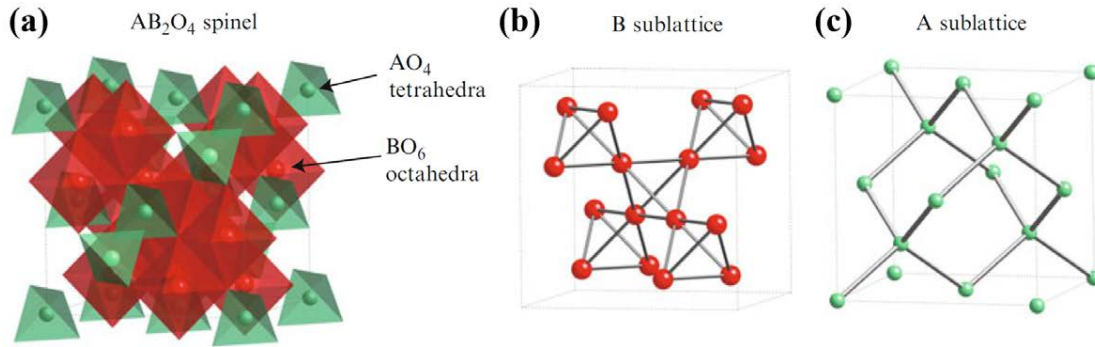 (a)
AB₂O₄ spinel
AO₄
tetrahedra
BO₆
octahedra
(b)
B sublattice
(c)
A sublattice